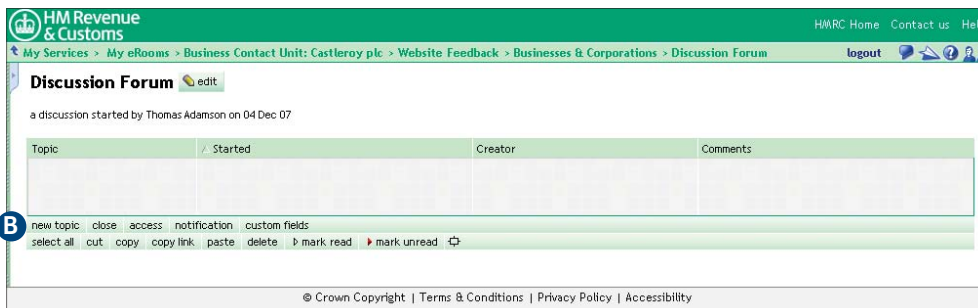 HM Revenue
& Customs
HMRC Home Contact us Hel
My Services > My eRooms > Business Contact Unit: Castleroy plc > Website Feedback > Businesses & Corporations > Discussion Forum logout
Discussion Forum edit
a discussion started by Thomas Adamson on 04 Dec 07
Topic Started Creator Comments
B
new topic close access notification custom fields
select all cut copy copy link paste delete mark read mark unread
© Crown Copyright | Terms & Conditions | Privacy Policy | Accessibility